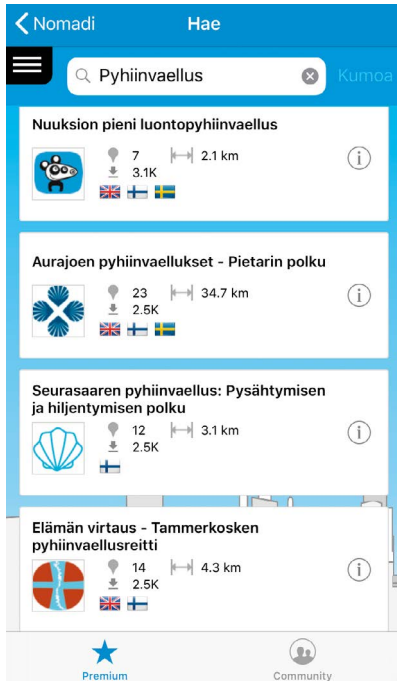 Nomadi
Hae
Pyhiinvaellus
Kumoa
Nuuksion pieni luontopyhiinvaellus
7 2.1 km
3.1K
Aurajoen pyhiinvaellukset - Pietarin polku
23 34.7 km
2.5K
Seurasaaren pyhiinvaellus: Pysähtymisen
ja hiljentymisen polku
12 3.1 km
2.5K
Elämän virtaus - Tammerkosken
pyhiinvaellusreitti
14 4.3 km
2.5K
Premium
Community